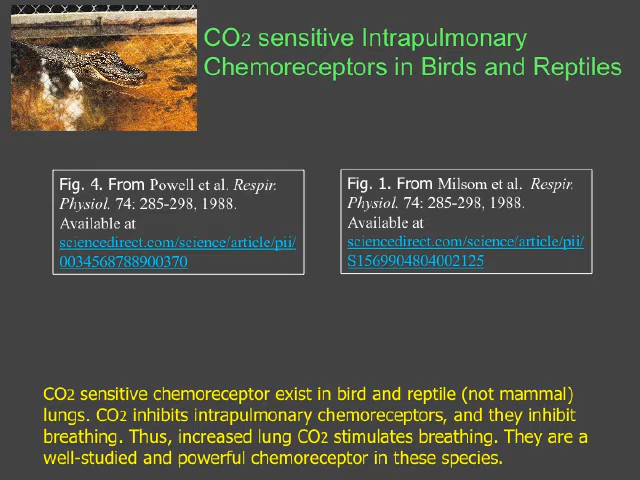 CO2 sensitive Intrapulmonary
Chemoreceptors in Birds and Reptiles
Fig. 4. From Powell et al. Respir.
Physiol. 74: 285-298, 1988.
Available at
sciencedirect.com/science/article/pii/
0034568788900370
Fig. 1. From Milsom et al. Respir.
Physiol. 74: 285-298, 1988.
Available at
sciencedirect.com/science/article/pii/
S1569904804002125
CO2 sensitive chemoreceptor exist in bird and reptile (not mammal)
lungs. CO2 inhibits intrapulmonary chemoreceptors, and they inhibit
breathing. Thus, increased lung CO2 stimulates breathing. They are a
well-studied and powerful chemoreceptor in these species.